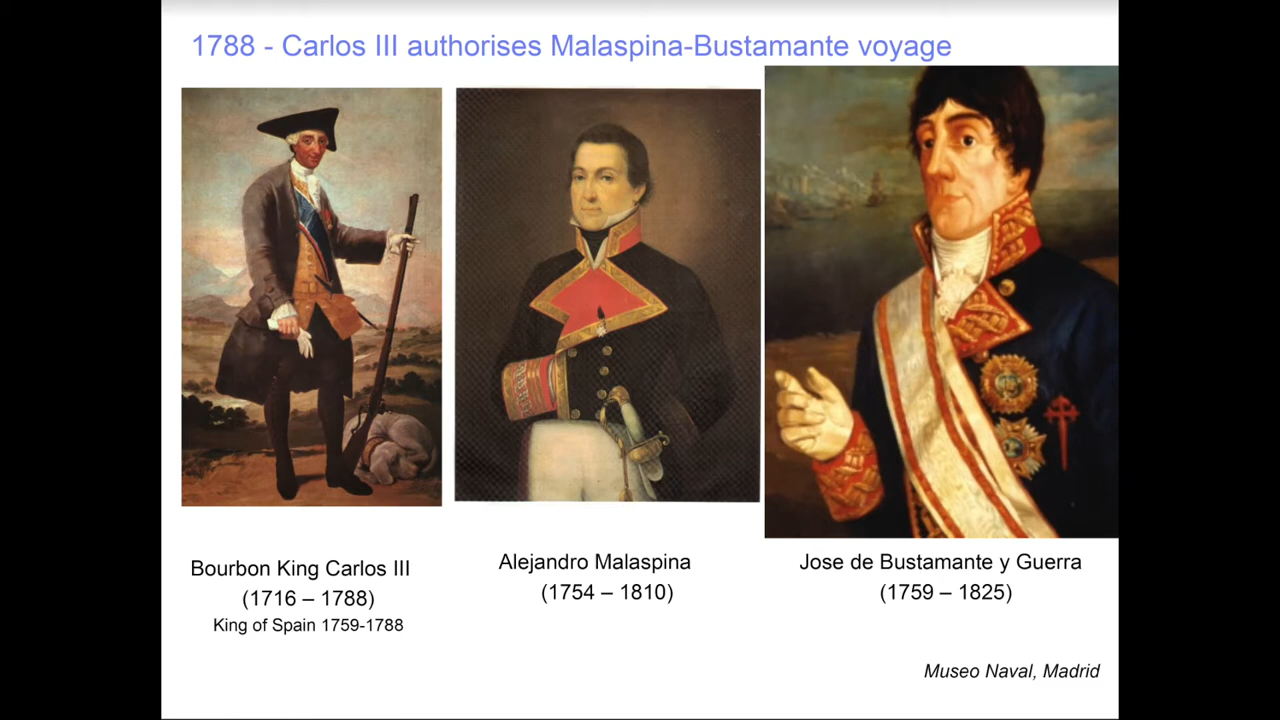 1788 - Carlos III authorises Malaspina-Bustamante voyage
Bourbon King Carlos III
(1716 – 1788)
King of Spain 1759-1788
Alejandro Malaspina
(1754 – 1810)
Jose de Bustamante y Guerra
(1759 – 1825)
Museo Naval, Madrid